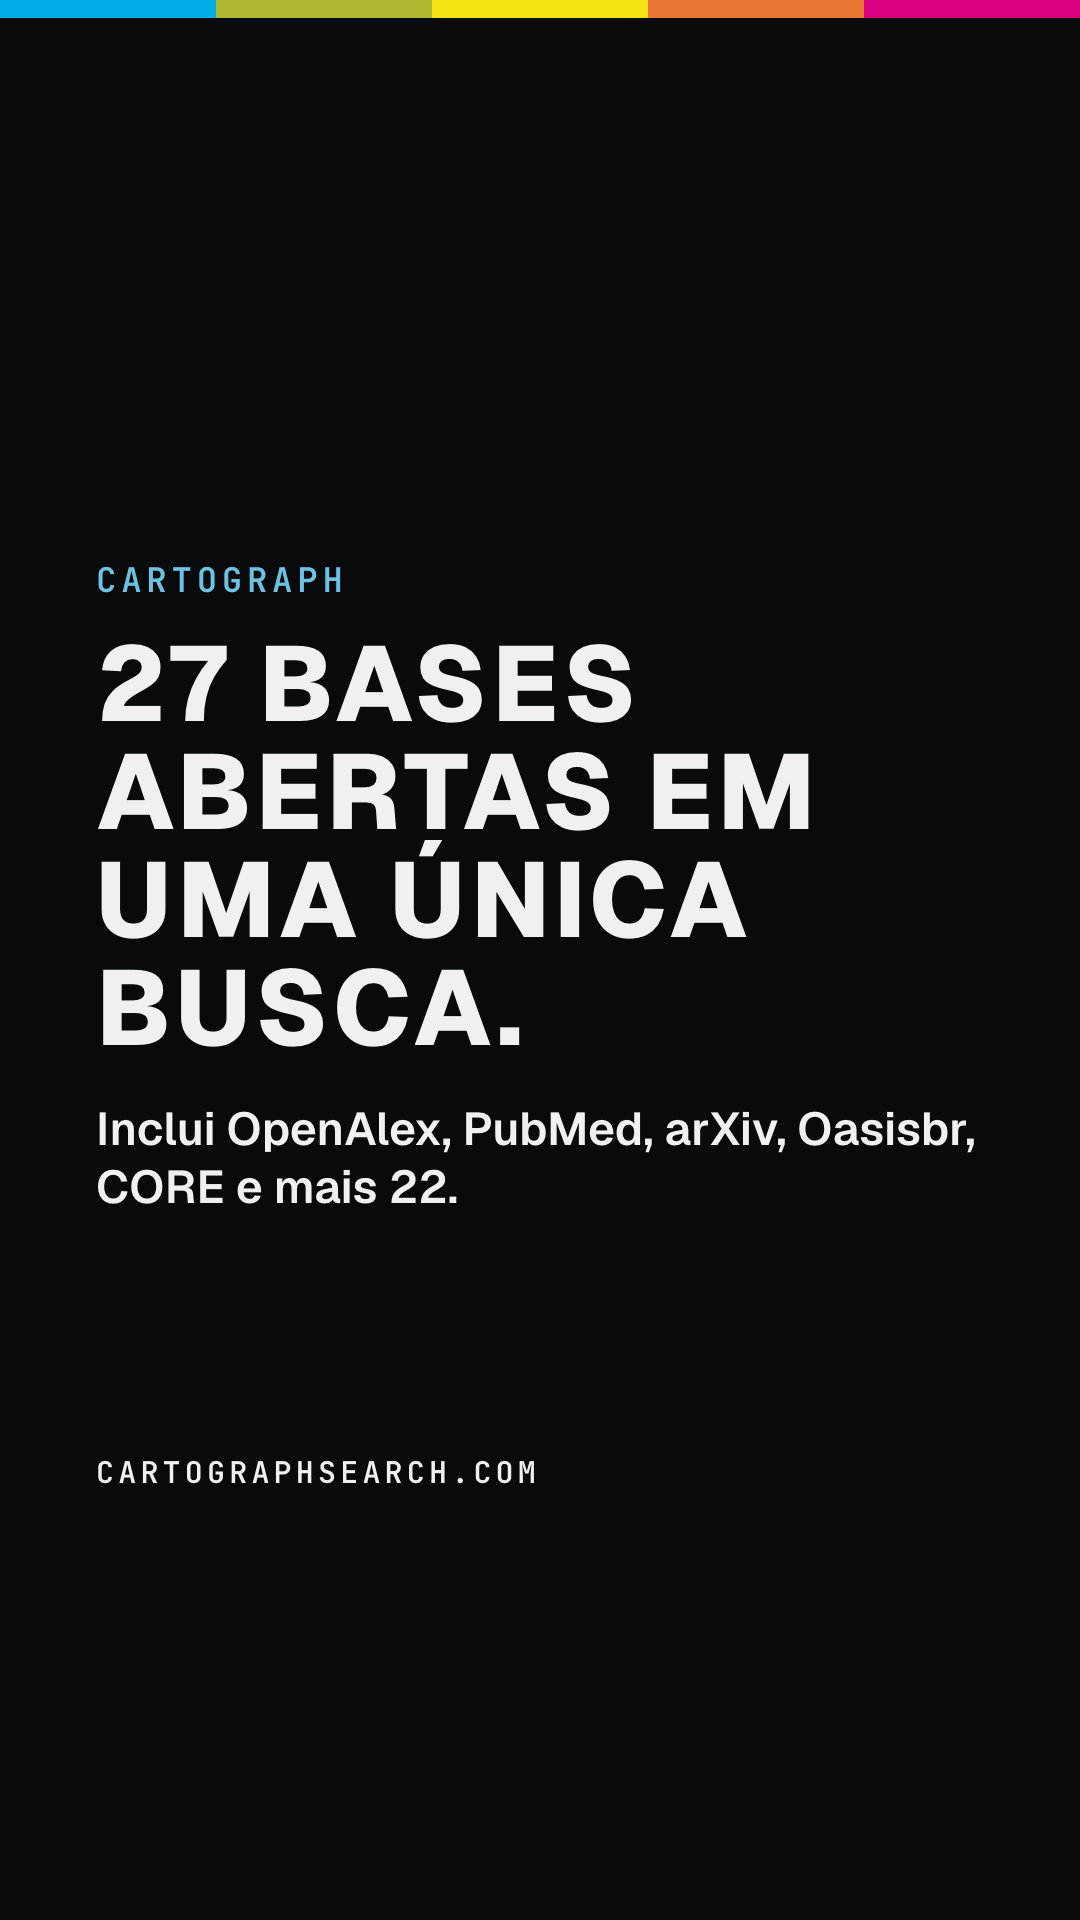 CARTOGRAPH
27 BASES
ABERTAS EM
UMA ÚNICA
BUSCA.
Inclui OpenAlex, PubMed, arXiv, Oasisbr,
CORE e mais 22.
CARTOGRAPHSEARCH.COM